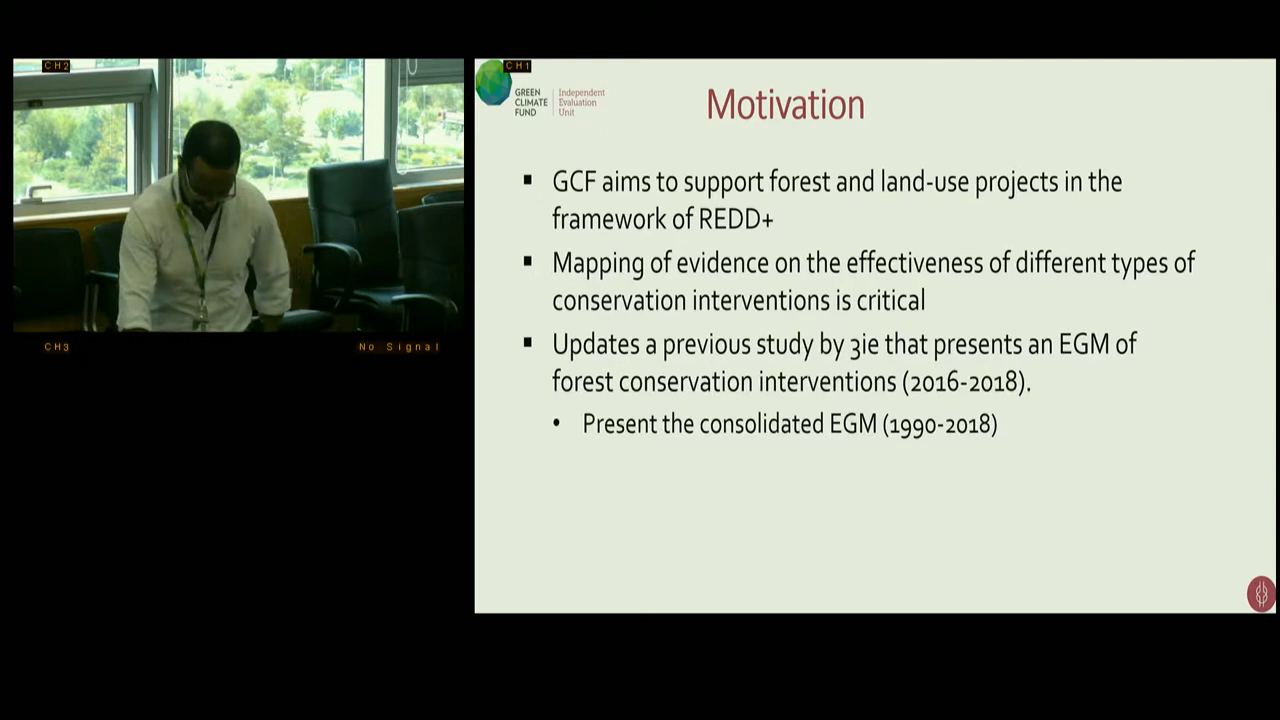 CH2
CH1
GREEN
CLIMATE
FUND
Independent
Evaluation
Unit
Motivation
▪ GCF aims to support forest and land-use projects in the
framework of REDD+
▪ Mapping of evidence on the effectiveness of different types of
conservation interventions is critical
▪ Updates a previous study by 3ie that presents an EGM of
forest conservation interventions (2016-2018).
• Present the consolidated EGM (1990-2018)
CH3
No Signal